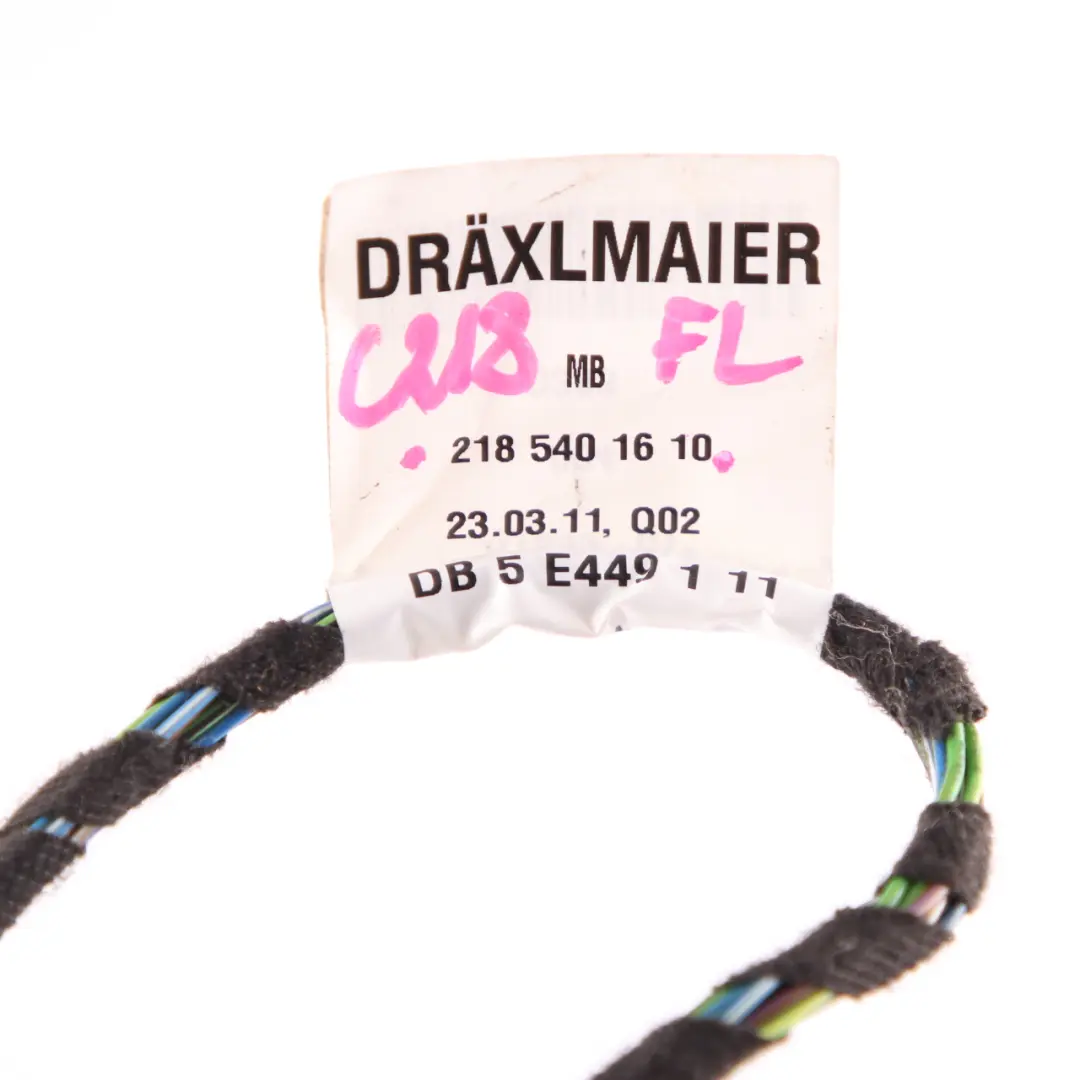 DRÄXLMAIER
C218 MB FL
218 540 16 10
23.03.11, Q02
DB 5 E449 1 11